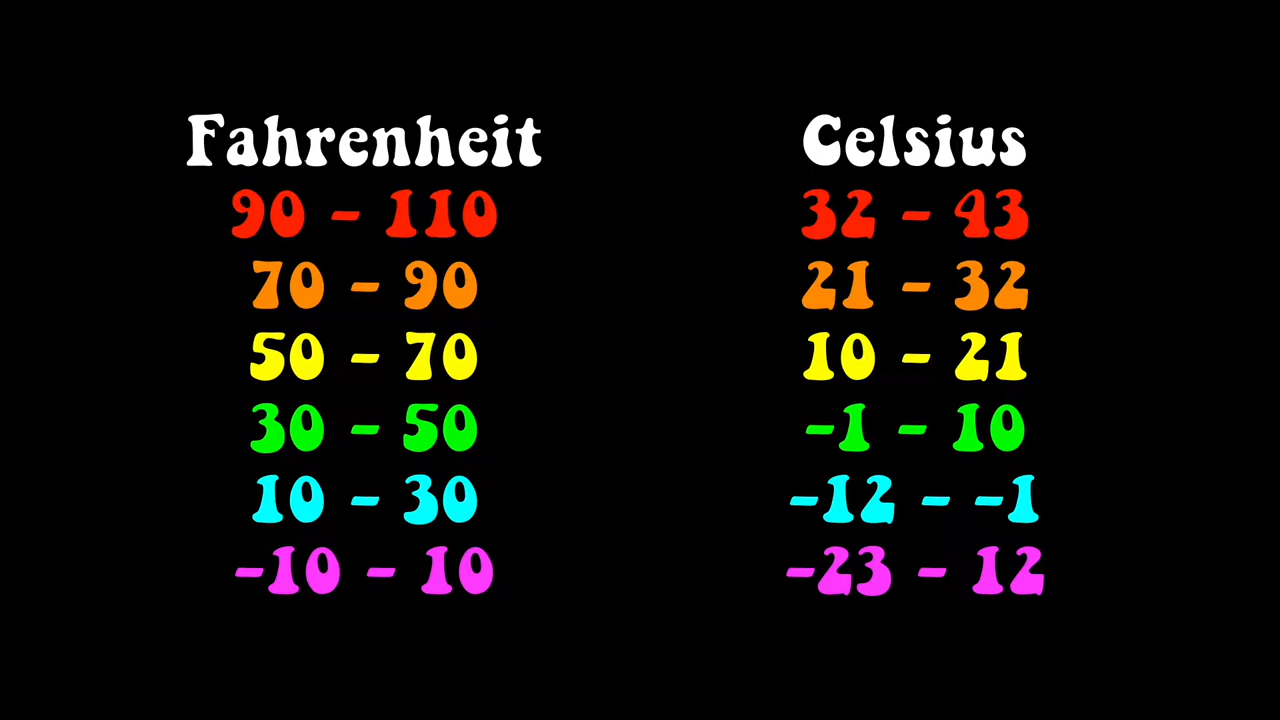 Fahrenheit Celsius
90 - 110 32 - 43
70 - 90 21 - 32
50 - 70 10 - 21
30 - 50 -1 - 10
10 - 30 -12 - -1
-10 - 10 -23 - 12